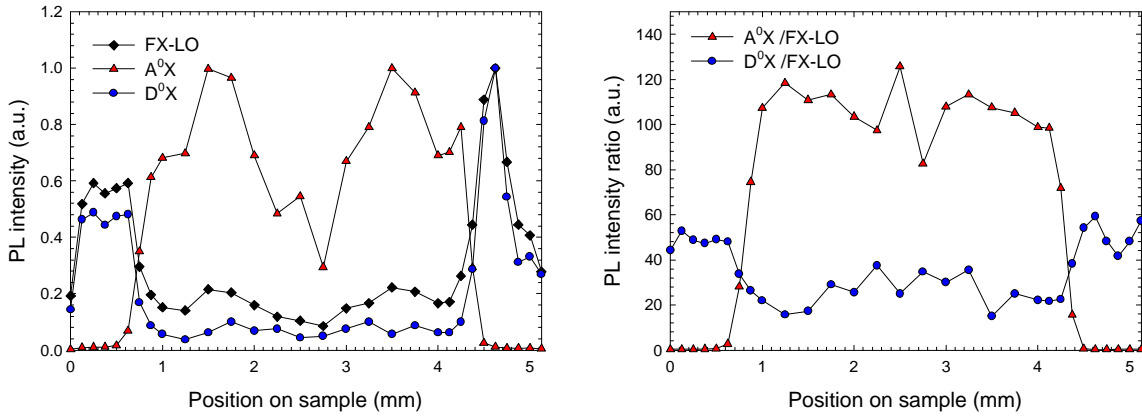 1.2
1.0
0.8
0.6
0.4
0.2
0.0
PL intensity (a.u.)
FX-LO
A⁰X
D⁰X
0 1 2 3 4 5
Position on sample (mm)
140
120
100
80
60
40
20
0
PL intensity ratio (a.u.)
A⁰X /FX-LO
D⁰X /FX-LO
0 1 2 3 4 5
Position on sample (mm)